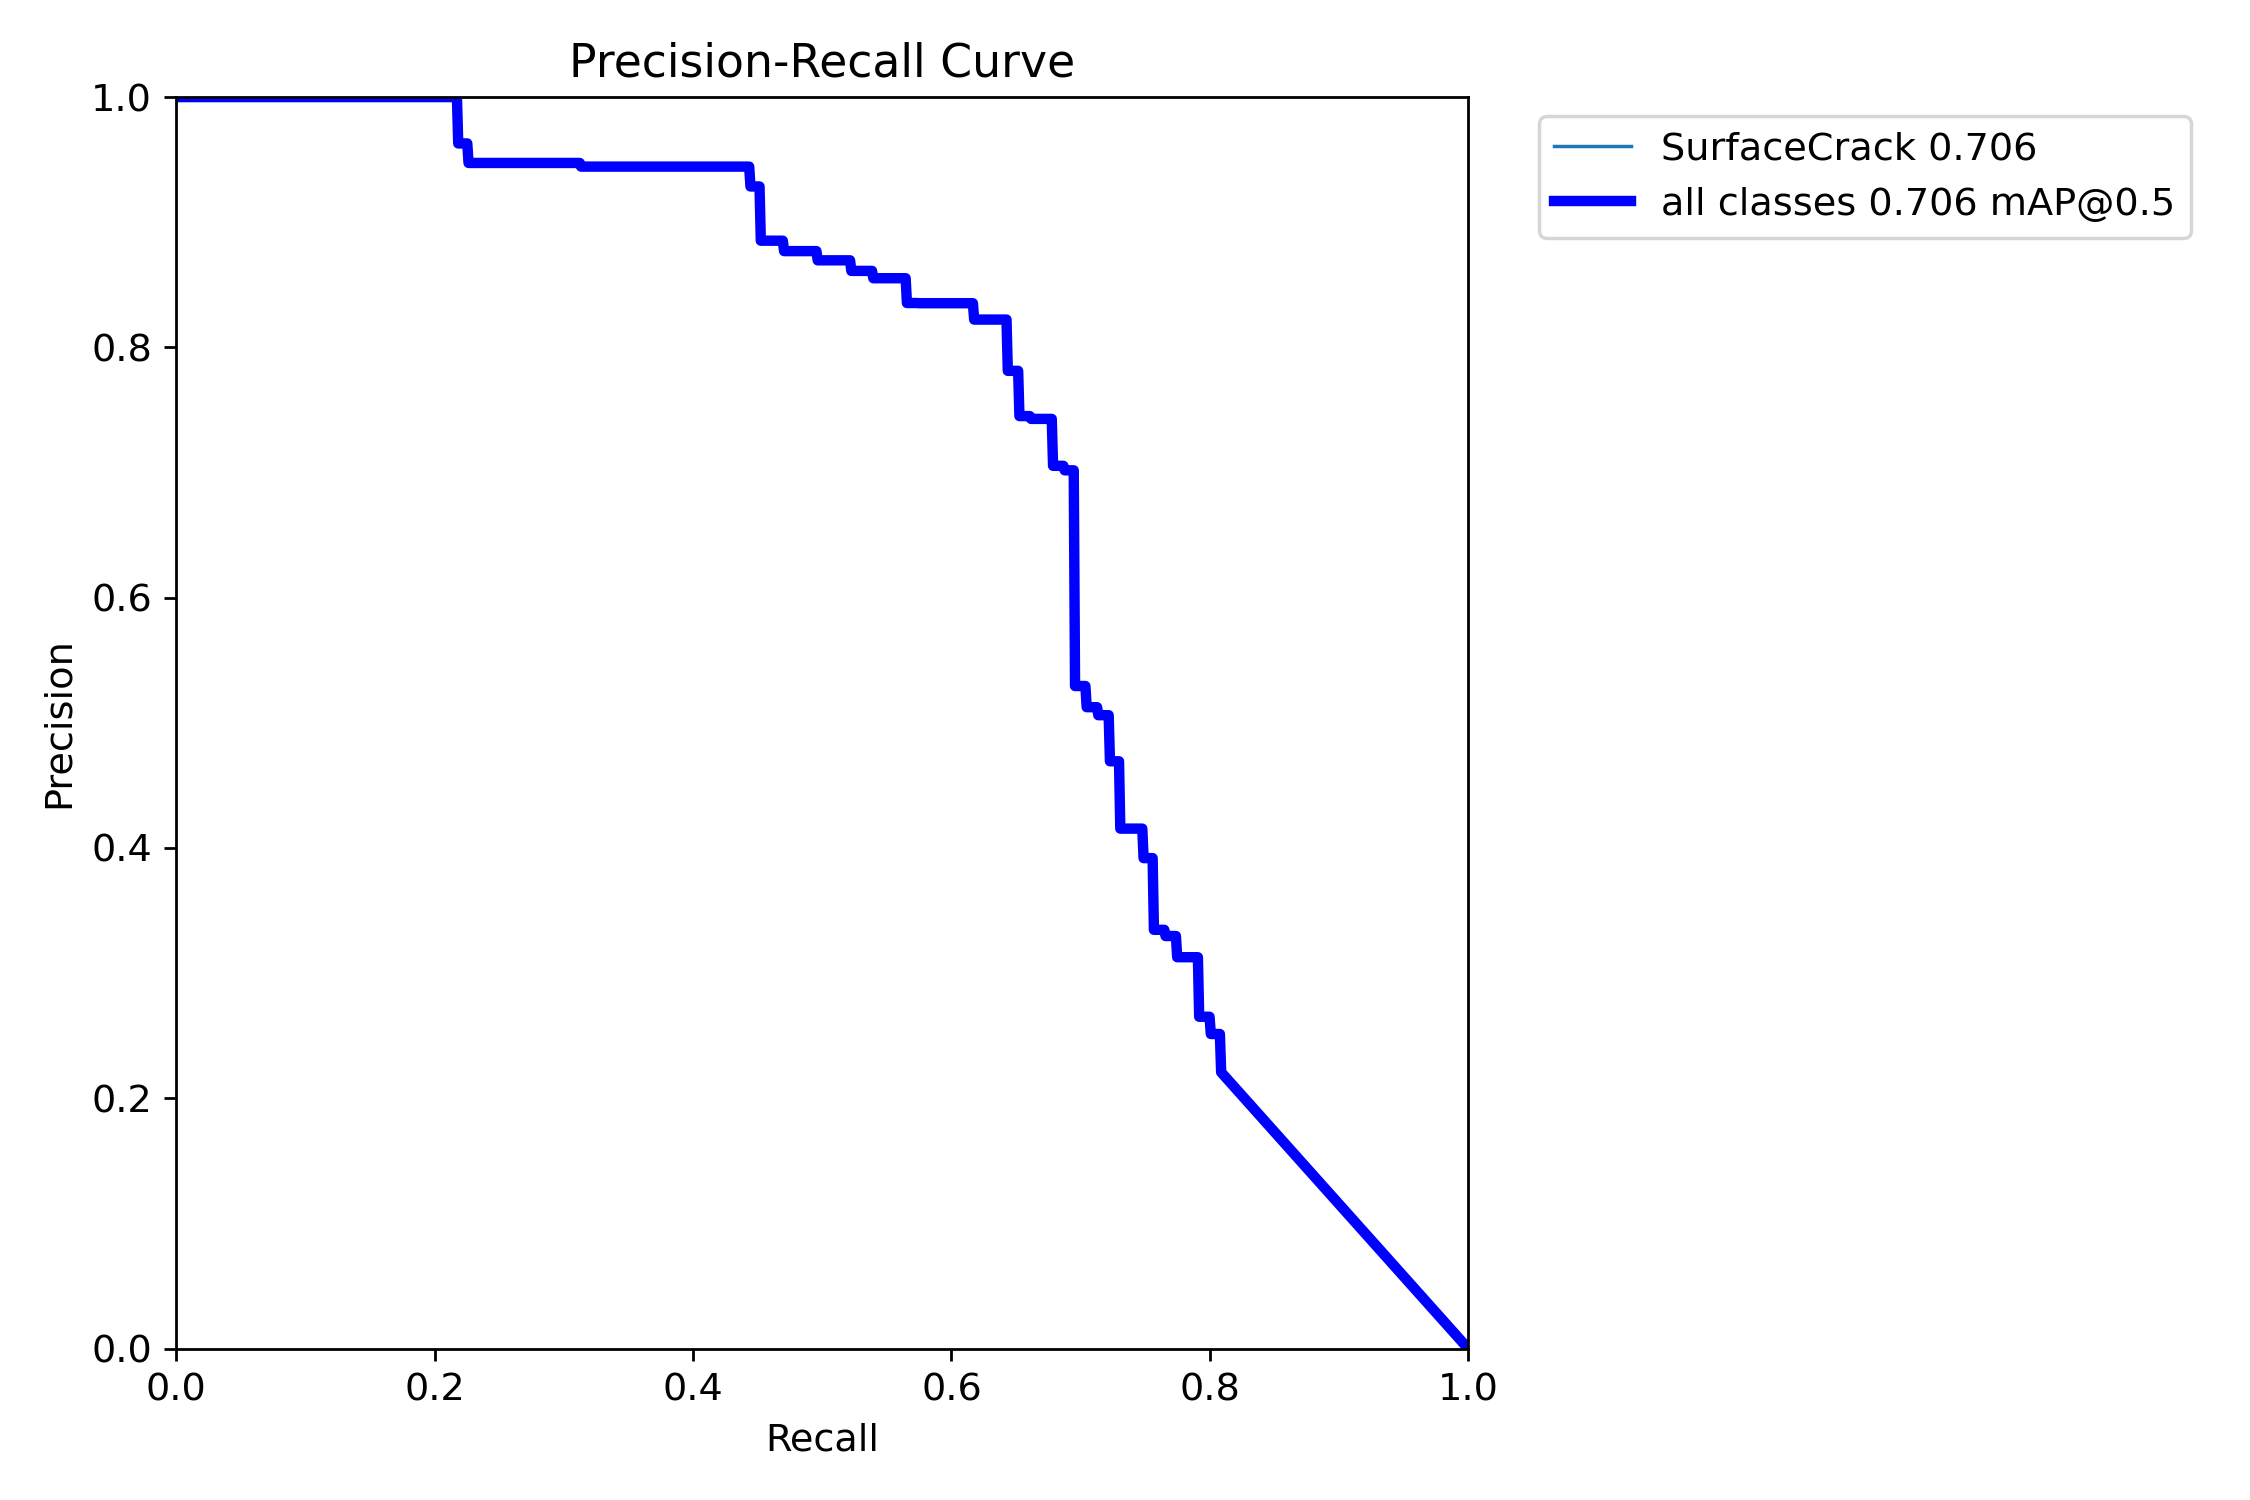 Precision-Recall Curve
SurfaceCrack 0.706
all classes 0.706 mAP@0.5
Precision
1.0
0.8
0.6
0.4
0.2
0.0
0.0 0.2 0.4 0.6 0.8 1.0
Recall